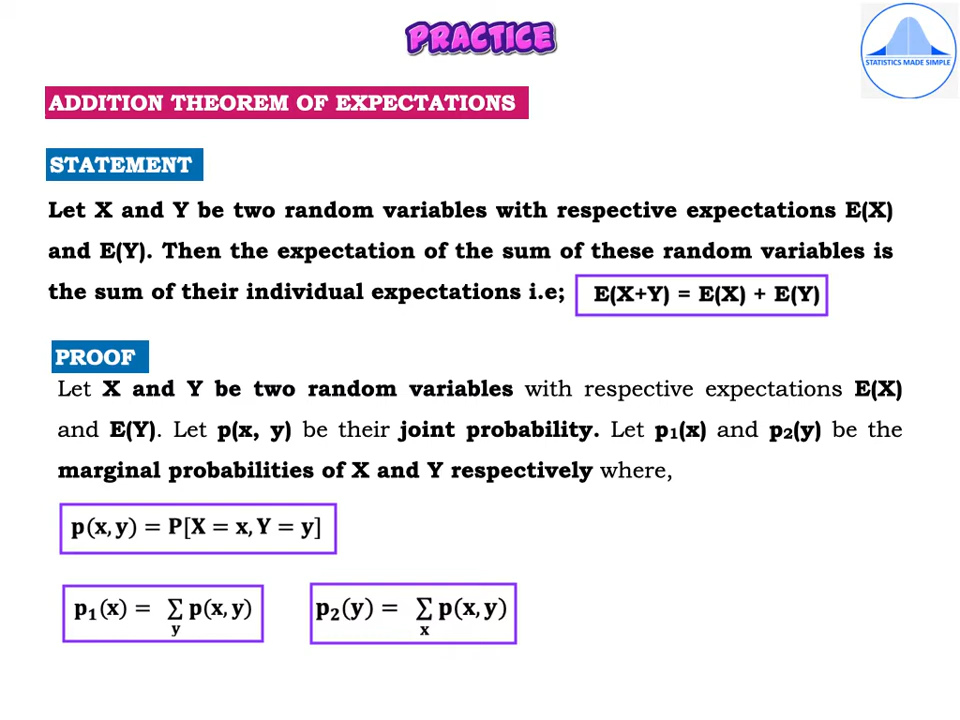 PRACTICE
STATISTICS MADE SIMPLE
ADDITION THEOREM OF EXPECTATIONS
STATEMENT
Let X and Y be two random variables with respective expectations E(X)
and E(Y). Then the expectation of the sum of these random variables is
the sum of their individual expectations i.e; E(X+Y) = E(X) + E(Y)
PROOF
Let X and Y be two random variables with respective expectations E(X)
and E(Y). Let p(x, y) be their joint probability. Let p₁(x) and p₂(y) be the
marginal probabilities of X and Y respectively where,
p(x, y) = P[X = x, Y = y]
p₁(x) = ∑ p(x, y) p₂(y) = ∑ p(x, y)
y x